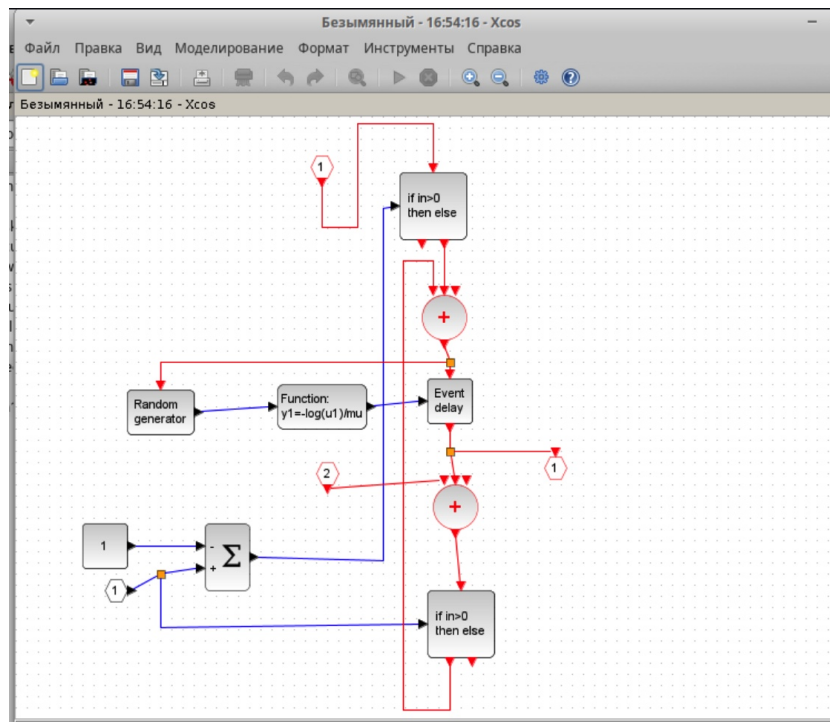 Безымянный - 16:54:16 - Xcos
Файл Правка Вид Моделирование Формат Инструменты Справка
Безымянный - 16:54:16 - Xcos
1
if in>0
then else
+
Random
generator
Function:
y1=-log(u1)/mu
Event
delay
2
1
+
1
-
+
Σ
1
if in>0
then else